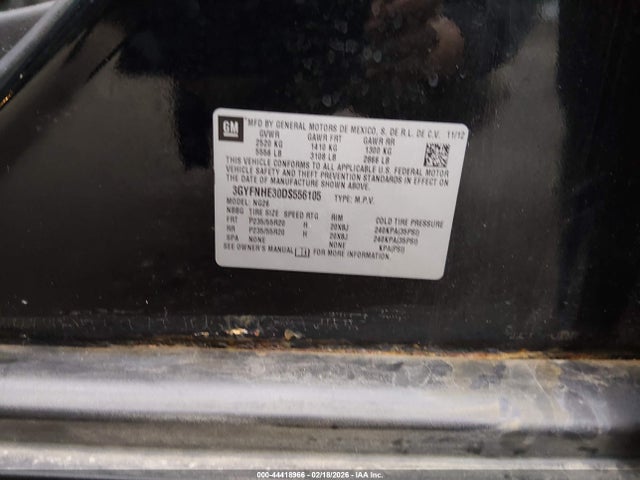 GM
MFD BY GENERAL MOTORS DE MEXICO, S. DE R.L. DE C.V. 11/12
GVWR GAWR FRT GAWR RR
2520 KG 1410 KG 1300 KG
5556 LB 3108 LB 2866 LB
THIS VEHICLE CONFORMS TO ALL APPLICABLE U.S. FEDERAL MOTOR
VEHICLE SAFETY, BUMPER, AND THEFT PREVENTION STANDARDS IN
EFFECT ON THE DATE OF MANUFACTURE SHOWN ABOVE.
3GYFNHE30DS556105 TYPE: M.P.V.
MODEL: NG26
TIRE SIZE SPEED RTG RIM COLD TIRE PRESSURE
FRT P235/55R20 H 20X8J 240KPA(35PSI)
RR P235/55R20 H 20X8J 240KPA(35PSI)
SPA NONE NONE KPA(PSI)
SEE OWNER'S MANUAL FOR MORE INFORMATION.
000-44418966 - 02/18/2026 - IAA Inc.